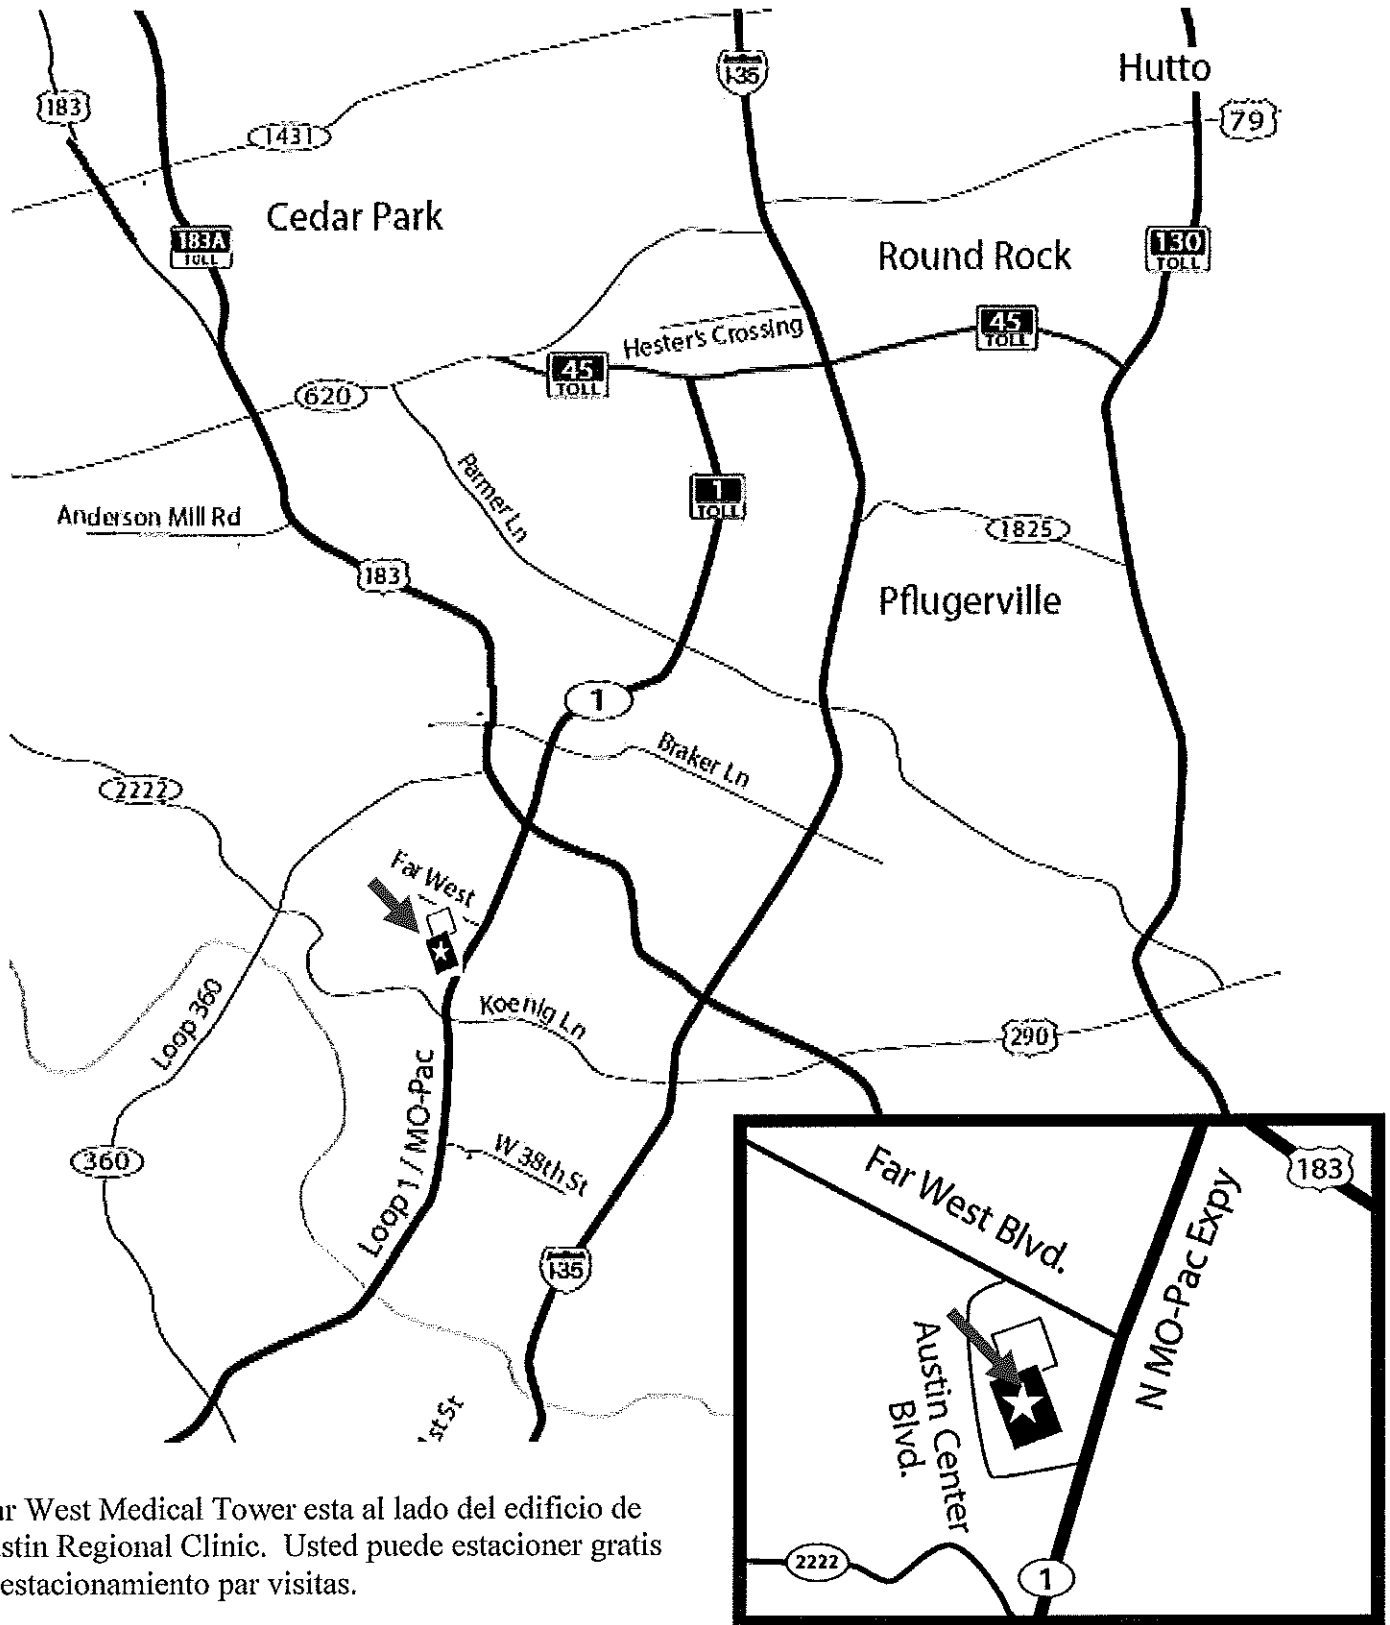 Hutto
I-35
183
79
1431
Cedar Park
183A
TOLL
Round Rock
130
TOLL
Hester's Crossing
45
TOLL
45
TOLL
620
Parmer Ln
1
TOLL
Anderson Mill Rd
1825
183
Pflugerville
1
Braker Ln
2222
Far West
Loop 360
Koenig Ln
290
Loop 1 / MO-Pac
W 38th St
360
I-35
Far West Blvd.
183
N MO-Pac Expy
Austin Center
Blvd.
2222
1
West Medical Tower esta al lado del edificio de
Regional Clinic. Usted puede estacioner gratis
estacionamiento par visitas.